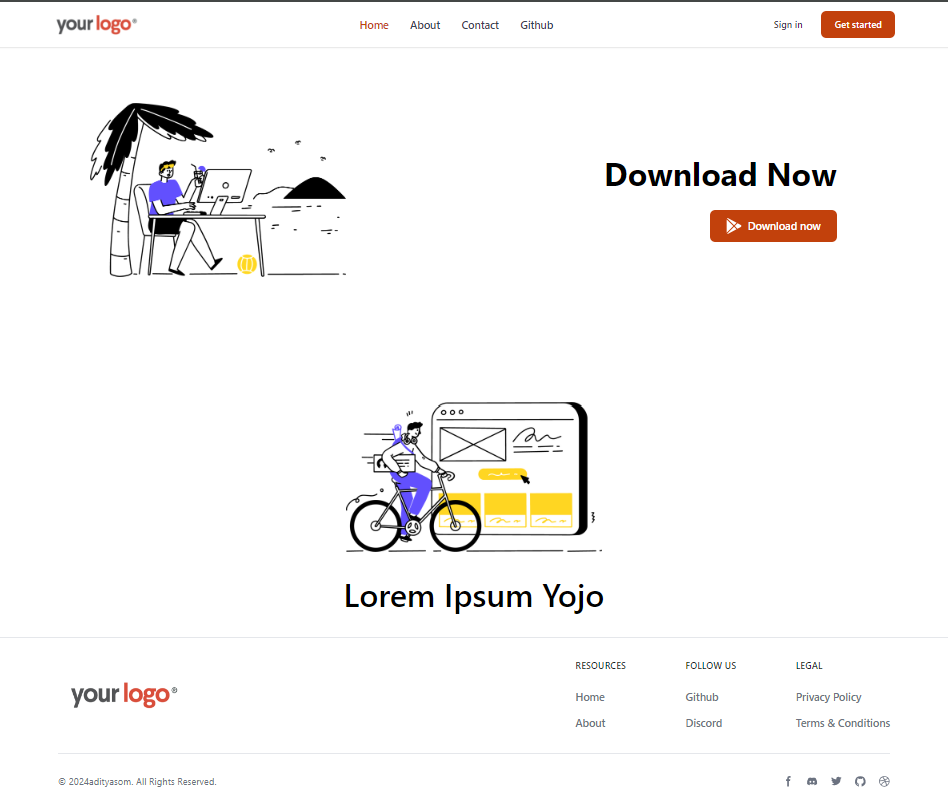 your logo®
Home About Contact Github
Sign in Get started
Download Now
Download now
Lorem Ipsum Yojo
your logo®
RESOURCES FOLLOW US LEGAL
Home Github Privacy Policy
About Discord Terms & Conditions
© 2024adityasom. All Rights Reserved.